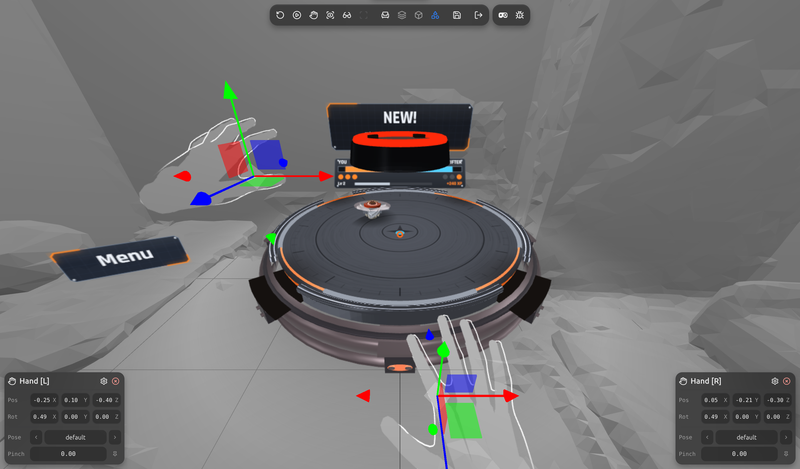 NEW!
Menu
Hand [L]
Pos -0.25 X 0.10 Y -0.40 Z
Rot 0.49 X 0.00 Y 0.00 Z
Pose default
Pinch 0.00
Hand [R]
Pos 0.05 X -0.21 Y -0.30 Z
Rot 0.49 X 0.00 Y 0.00 Z
Pose default
Pinch 0.00